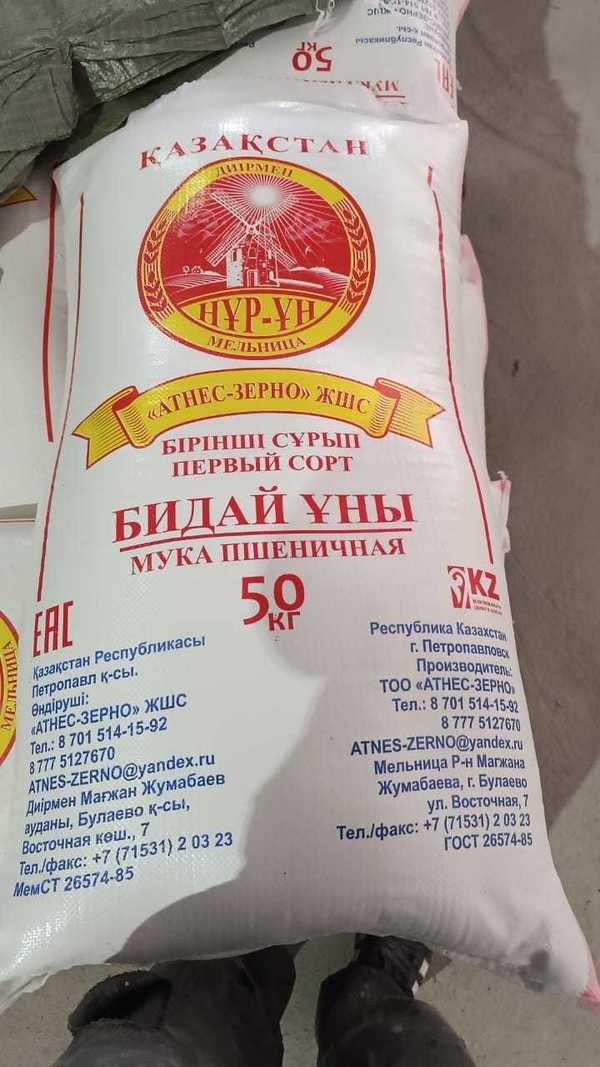 50
КГ
МУКА
ҚАЗАҚСТАН
ДИІРМЕН
НҰР-ҰН
МЕЛЬНИЦА
«АТНЕС-ЗЕРНО» ЖШС
БІРІНШІ СҰРЫП
ПЕРВЫЙ СОРТ
БИДАЙ ҰНЫ
МУКА ПШЕНИЧНАЯ
50
КГ
EAC
KZ
Қазақстан Республикасы
Петропавл қ-сы.
Өндіруші:
«АТНЕС-ЗЕРНО» ЖШС
Тел.: 8 701 514-15-92
8 777 5127670
ATNES-ZERNO@yandex.ru
Диірмен Мағжан Жумабаев
ауданы, Булаево қ-сы,
Восточная көш., 7
Тел./факс: +7 (71531) 2 03 23
МемСТ 26574-85
Республика Казахстан
г. Петропавловск
Производитель:
ТОО «АТНЕС-ЗЕРНО»
Тел.: 8 701 514-15-92
8 777 5127670
ATNES-ZERNO@yandex.ru
Мельница Р-н Магжана
Жумабаева, г. Булаево
ул. Восточная, 7
Тел./факс: +7 (71531) 2 03 23
ГОСТ 26574-85